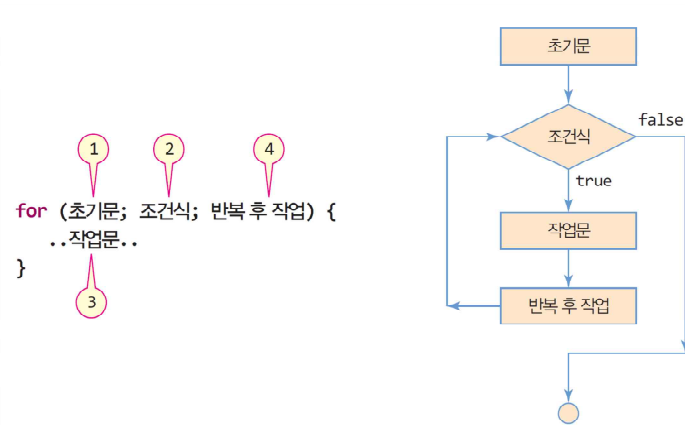 1 2 4
for (초기문; 조건식; 반복 후 작업) {
..작업문..
}
3
초기문
조건식
false
true
작업문
반복 후 작업